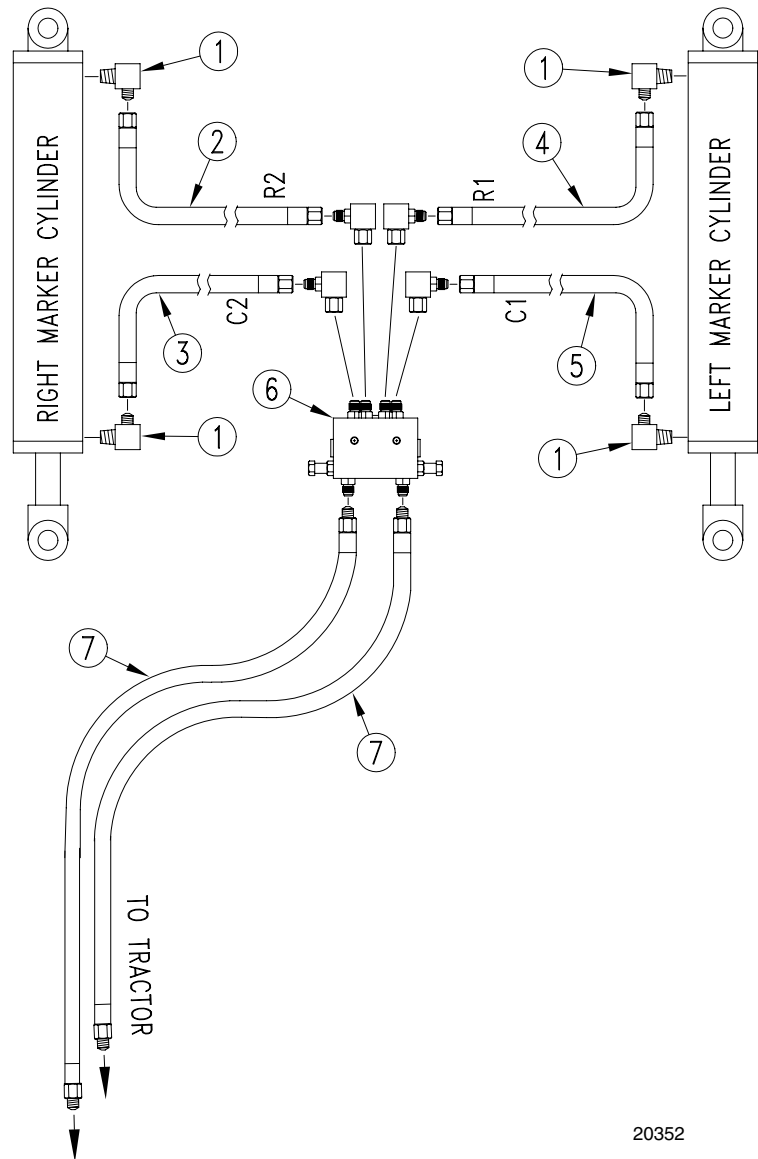 1
1
RIGHT MARKER CYLINDER
LEFT MARKER CYLINDER
2
R2
R1
4
3
C2
C1
5
6
1
1
7
7
TO TRACTOR
20352